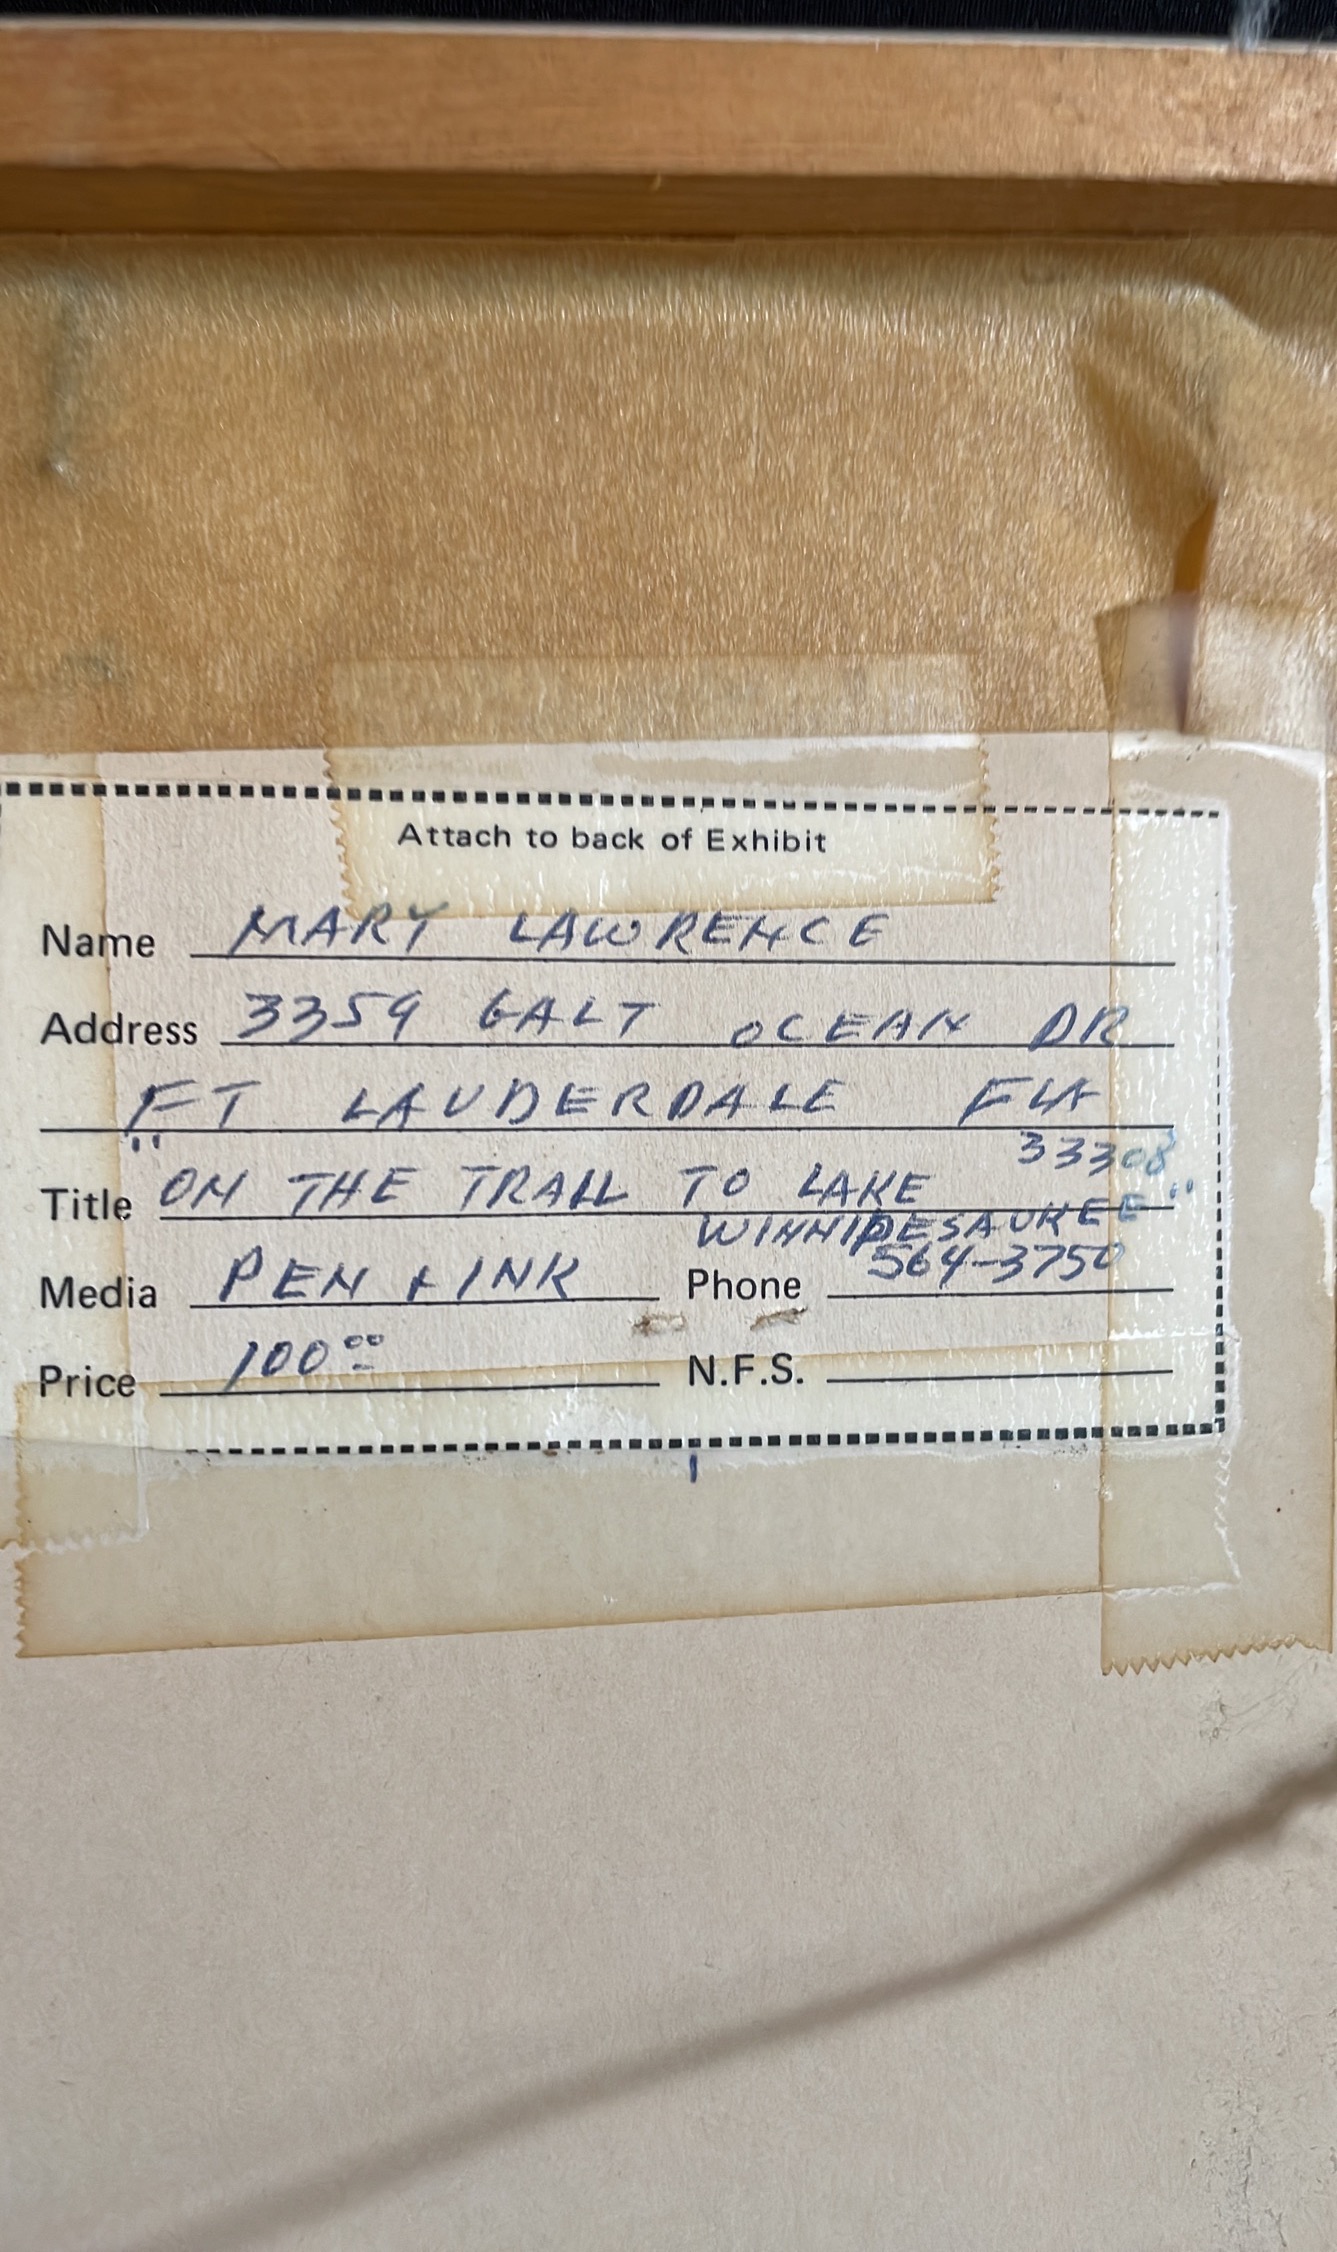 Attach to back of Exhibit
Name MARY LAWRENCE
Address 3359 GALT OCEAN DR
FT LAUDERDALE FLA
33308
Title "ON THE TRAIL TO LAKE
WINNIPESAUKEE"
Media PEN + INK Phone 564-3750
Price 100.00 N.F.S.